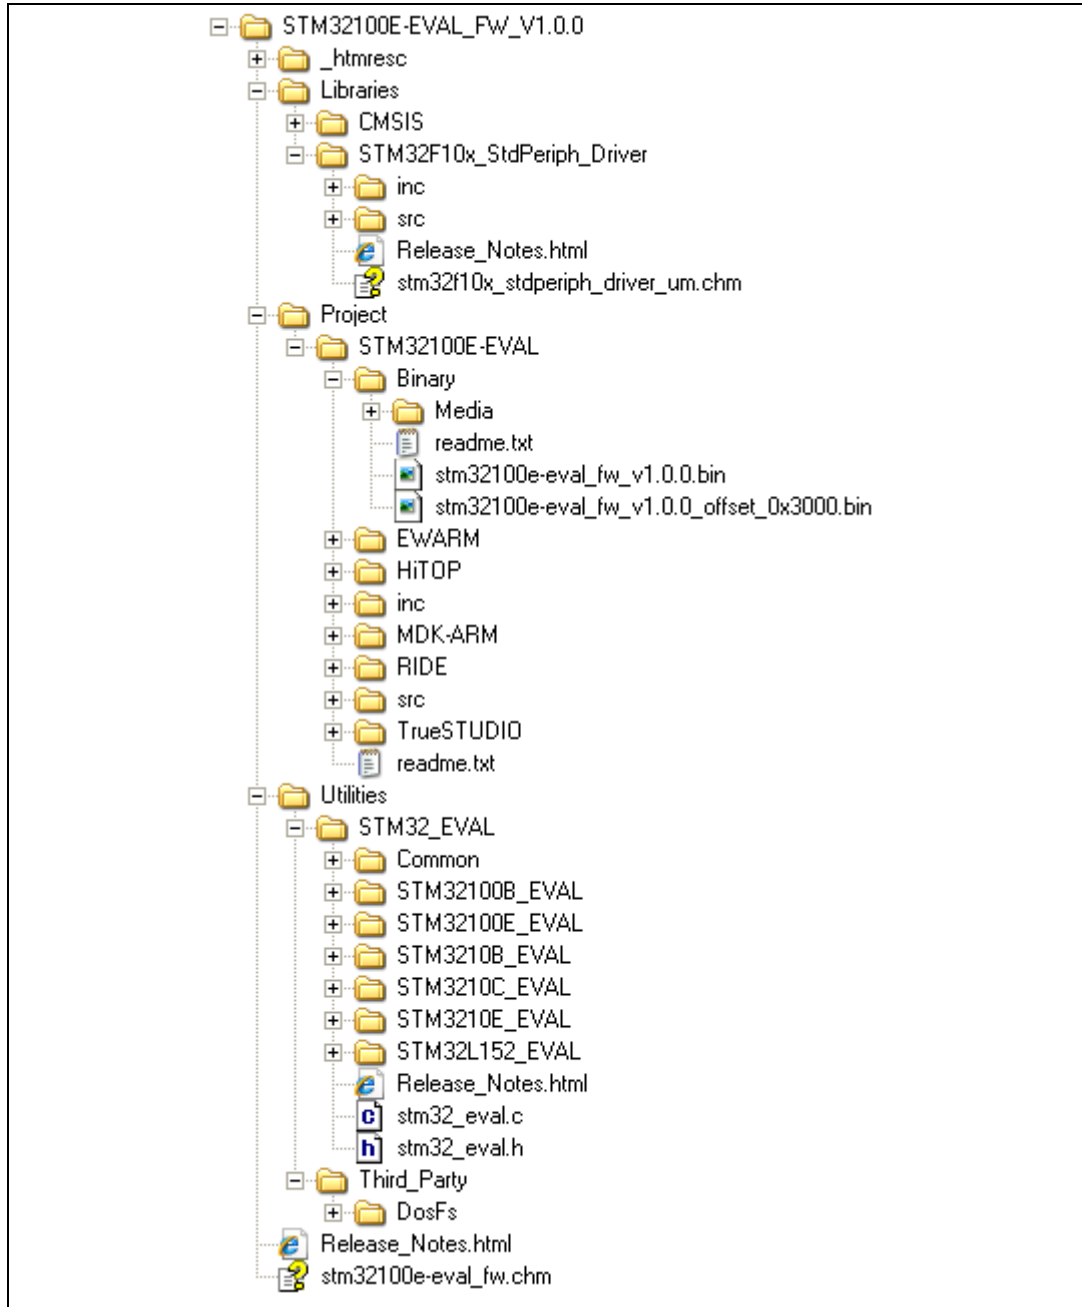 STM32100E-EVAL_FW_V1.0.0
_htmresc
Libraries
CMSIS
STM32F10x_StdPeriph_Driver
inc
src
Release_Notes.html
stm32f10x_stdperiph_driver_um.chm
Project
STM32100E-EVAL
Binary
Media
readme.txt
stm32100e-eval_fw_v1.0.0.bin
stm32100e-eval_fw_v1.0.0_offset_0x3000.bin
EWARM
HiTOP
inc
MDK-ARM
RIDE
src
TrueSTUDIO
readme.txt
Utilities
STM32_EVAL
Common
STM32100B_EVAL
STM32100E_EVAL
STM3210B_EVAL
STM3210C_EVAL
STM3210E_EVAL
STM32L152_EVAL
Release_Notes.html
stm32_eval.c
stm32_eval.h
Third_Party
DosFs
Release_Notes.html
stm32100e-eval_fw.chm